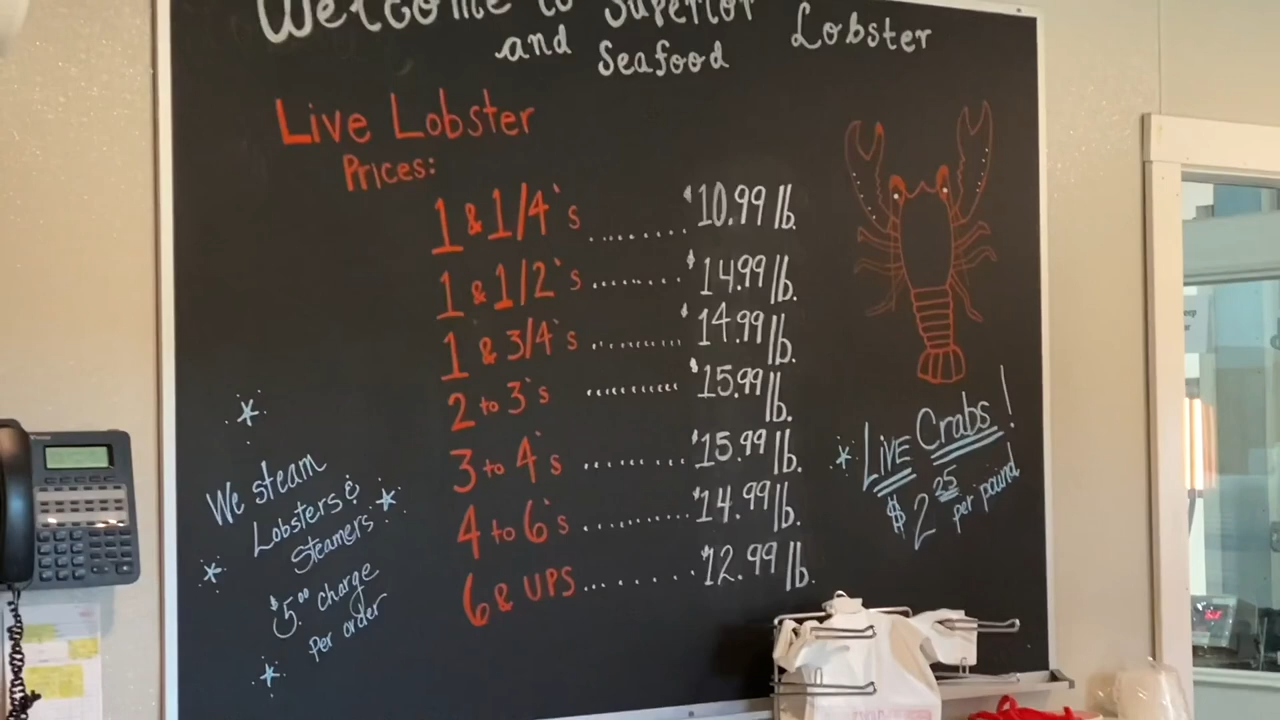 Welcome to Superior Lobster
and Seafood
Live Lobster
Prices:
1 & 1/4's ........ $10.99 lb.
1 & 1/2's ........ $14.99 lb.
1 & 3/4's .......... $14.99 lb.
2 to 3's .......... $15.99 lb.
3 to 4's ........ $15.99 lb.
4 to 6's ......... $14.99 lb.
6 & UPS ....... $12.99 lb.
We steam
Lobsters &
Steamers
$5.00 charge
Per order
Live Crabs!
$2 25 per pound